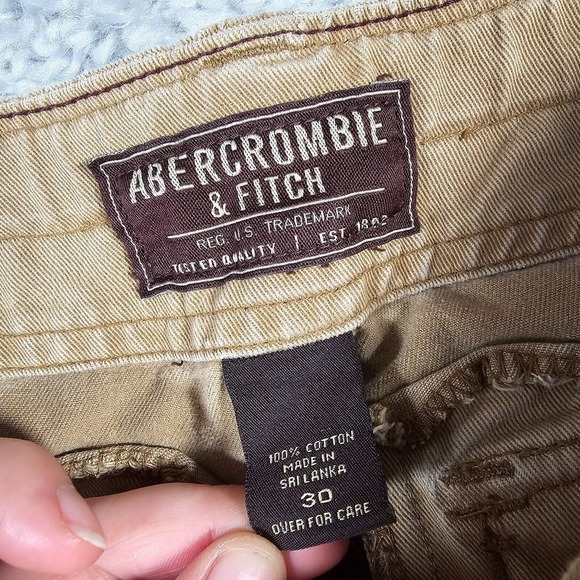 ABERCROMBIE
& FITCH
REG. U.S. TRADEMARK
TESTED QUALITY | EST. 1892
100% COTTON
MADE IN
SRI LANKA
30
OVER FOR CARE